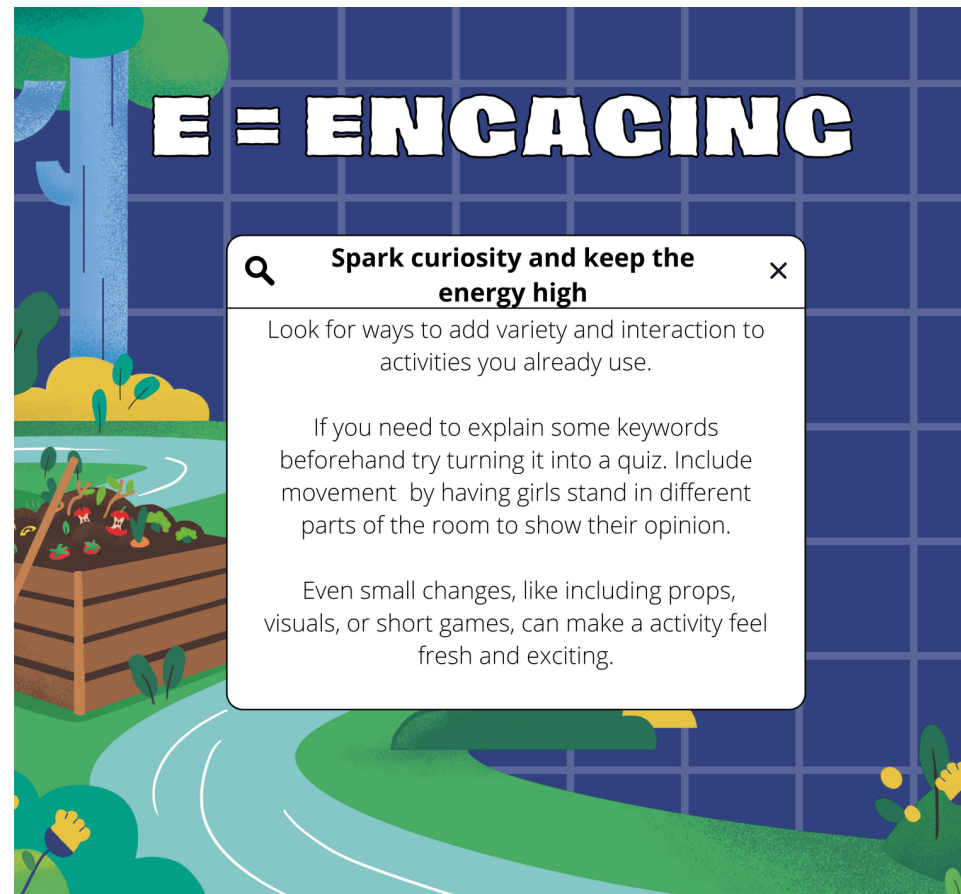 E = ENGAGING
Spark curiosity and keep the
energy high
Look for ways to add variety and interaction to
activities you already use.
If you need to explain some keywords
beforehand try turning it into a quiz. Include
movement  by having girls stand in different
parts of the room to show their opinion.
Even small changes, like including props,
visuals, or short games, can make a activity feel
fresh and exciting.